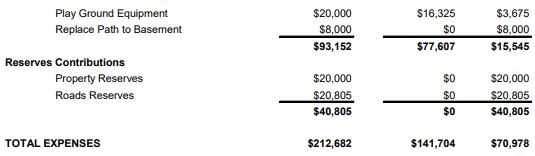 Play Ground Equipment $20,000 $16,325 $3,675
Replace Path to Basement $8,000 $0 $8,000
$93,152 $77,607 $15,545
Reserves Contributions
Property Reserves $20,000 $0 $20,000
Roads Reserves $20,805 $0 $20,805
$40,805 $0 $40,805
TOTAL EXPENSES $212,682 $141,704 $70,978